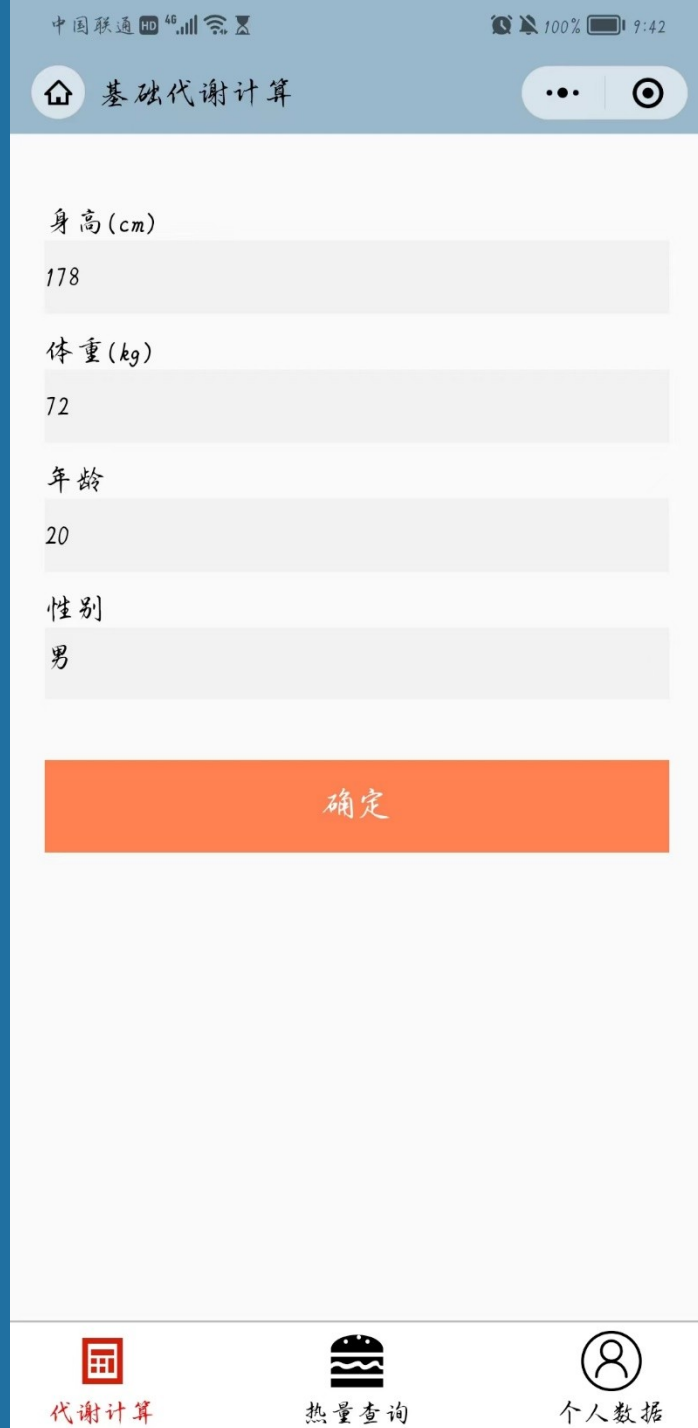 中国联通 HD 4G 100% 9:42
基础代谢计算
身高(cm)
178
体重(kg)
72
年龄
20
性别
男
确定
代谢计算 热量查询 个人数据